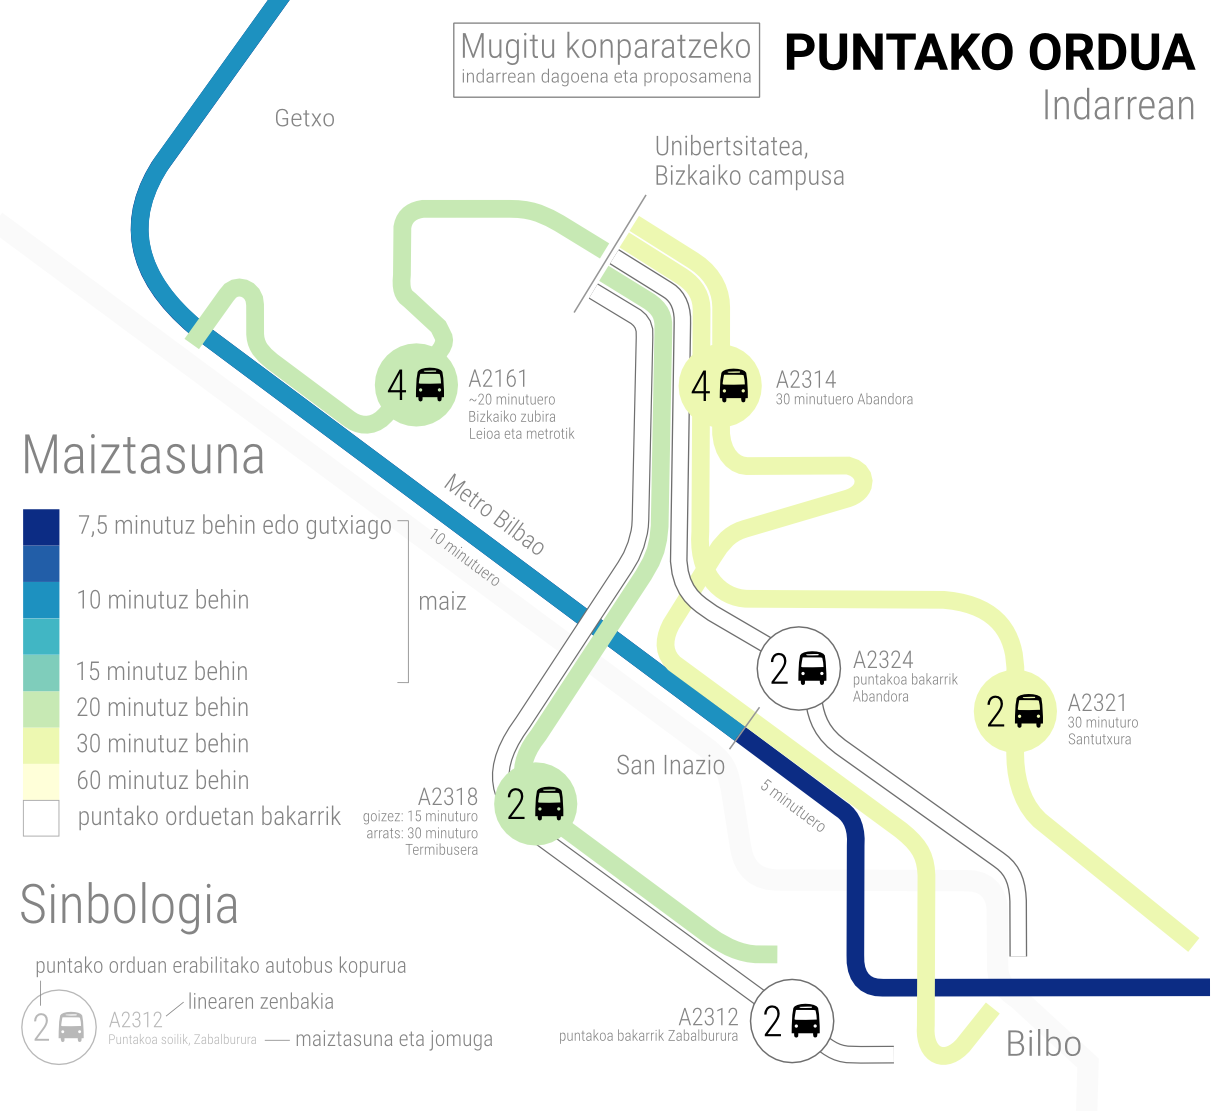 Mugitu konparatzeko
indarrean dagoena eta proposamena
PUNTAKO ORDUA
Indarrean
Getxo
Unibertsitatea,
Bizkaiko campusa
4
A2161
~20 minutuero
Bizkaiko zubira
Leioa eta metrotik
4
A2314
30 minutuero Abandora
Maiztasuna
7,5 minutuz behin edo gutxiago
10 minutuz behin
15 minutuz behin
20 minutuz behin
30 minutuz behin
60 minutuz behin
puntako orduetan bakarrik
maiz
Metro Bilbao
10 minutuero
2
A2324
puntakoa bakarrik
Abandora
2
A2321
30 minuturo
Santutxura
San Inazio
5 minutuero
A2318
goizez: 15 minuturo
arrats: 30 minuturo
Termibusera
2
Sinbologia
puntako orduan erabilitako autobus kopurua
linearen zenbakia
2
A2312
Puntakoa soilik, Zabalburura
maiztasuna eta jomuga
A2312
puntakoa bakarrik Zabalburura
2
Bilbo